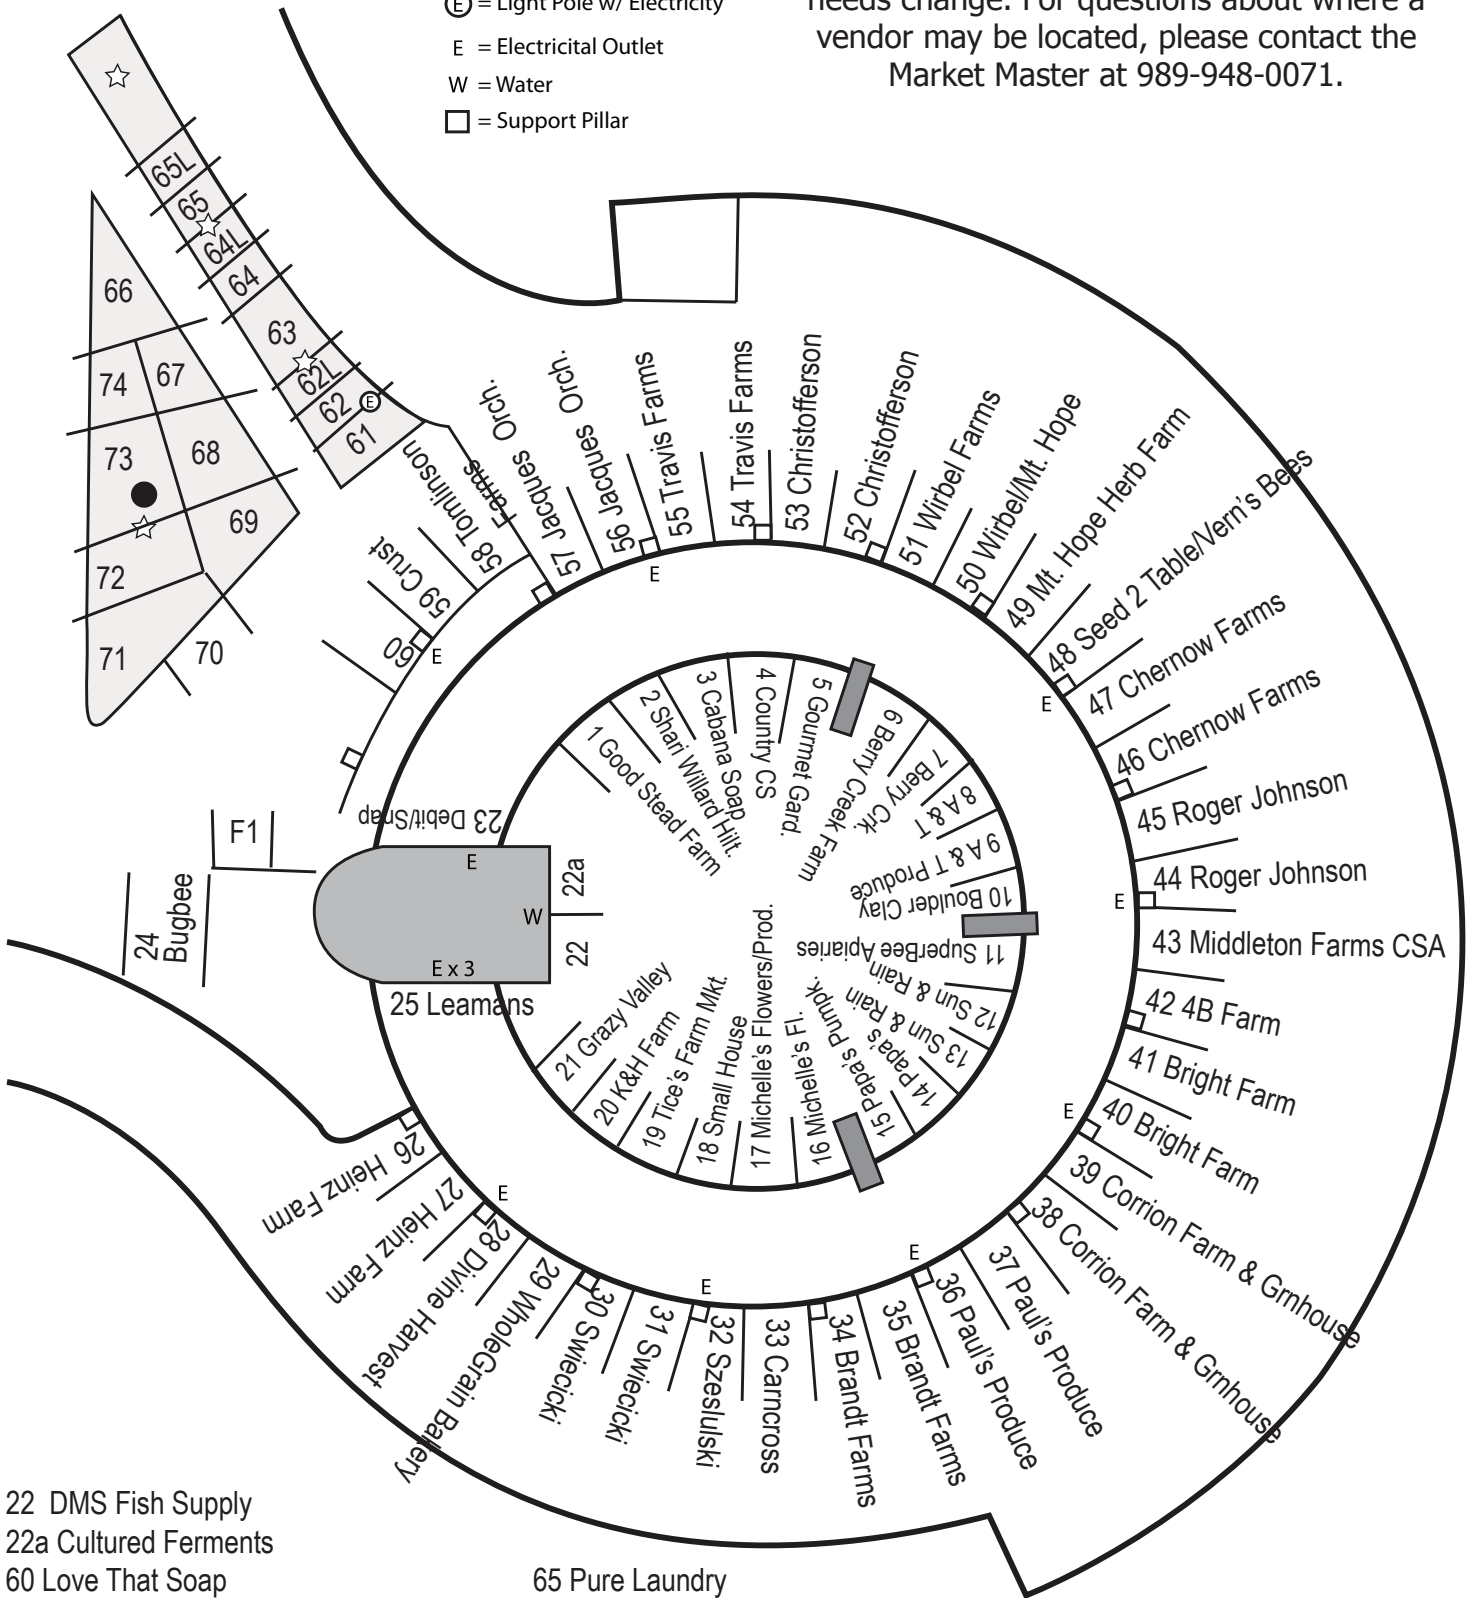 Ⓔ = Light Pole w/ Electricity
E = Electricital Outlet
W = Water
= Support Pillar
needs change. For questions about where a
vendor may be located, please contact the
Market Master at 989-948-0071.
65L
65
64L
64
63
62L
62
E
61
66
74
67
73
68
69
72
71
70
1 Good Stead Farm
2 Shari Willard Hilt.
3 Cabana Soap
4 Country CS
5 Gourmet Gard.
6 Berry Creek Farm
7 Berry Crk.
8 A & T
9 A & T Produce
10 Boulder Clay
11 SuperBee Apiaries
12 Sun & Rain
13 Sun & Rain
14 Papa's
15 Papa's Pumpk.
16 Michelle's Fl.
17 Michelle's Flowers/Prod.
18 Small House
19 Tice's Farm Mkt.
20 K&H Farm
21 Grazy Valley
22
22a
23 Debit/Snap
F1
24
Bugbee
E
W
E x 3
25 Leamans
26 Heinz Farm
27 Heinz Farm
E
28 Divine Harvest
29 WholeGrain Bakery
30 Swiecicki
31 Swiecicki
E
32 Szeslulski
33 Carncross
34 Brandt Farms
35 Brandt Farms
E
36 Paul's Produce
37 Paul's Produce
38 Corrion Farm & Grnhouse
39 Corrion Farm & Grnhouse
E
40 Bright Farm
41 Bright Farm
42 4B Farm
43 Middleton Farms CSA
E
44 Roger Johnson
45 Roger Johnson
46 Chernow Farms
47 Chernow Farms
E
48 Seed 2 Table/Vern's Bees
49 Mt. Hope Herb Farm
50 Wirbel/Mt. Hope
51 Wirbel Farms
52 Christofferson
53 Christofferson
54 Travis Farms
55 Travis Farms
E
56 Jacques Orch.
57 Jacques Orch.
58 Tomlinson
Farms
59 Crust
60
E
22 DMS Fish Supply
22a Cultured Ferments
60 Love That Soap
65 Pure Laundry